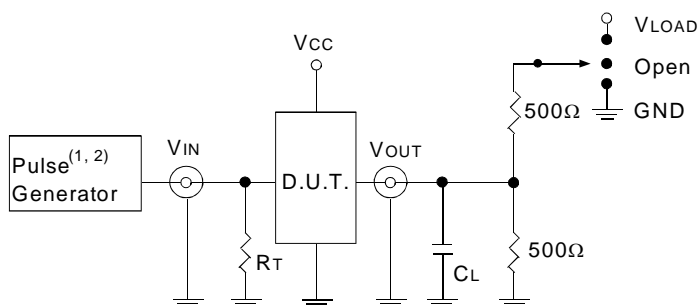 VLOAD
VCC
Open
500Ω
GND
VIN
VOUT
Pulse(1, 2)
Generator
D.U.T.
RT
CL
500Ω